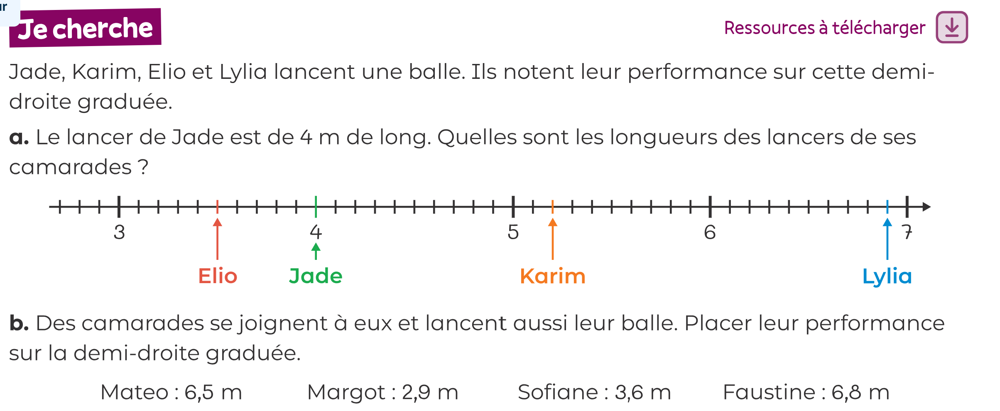 ur
Je cherche
Ressources à télécharger
Jade, Karim, Elio et Lylia lancent une balle. Ils notent leur performance sur cette demi-
droite graduée.
a. Le lancer de Jade est de 4 m de long. Quelles sont les longueurs des lancers de ses
camarades ?
3 4 5 6 7
Elio Jade Karim Lylia
b. Des camarades se joignent à eux et lancent aussi leur balle. Placer leur performance
sur la demi-droite graduée.
Mateo : 6,5 m Margot : 2,9 m Sofiane : 3,6 m Faustine : 6,8 m